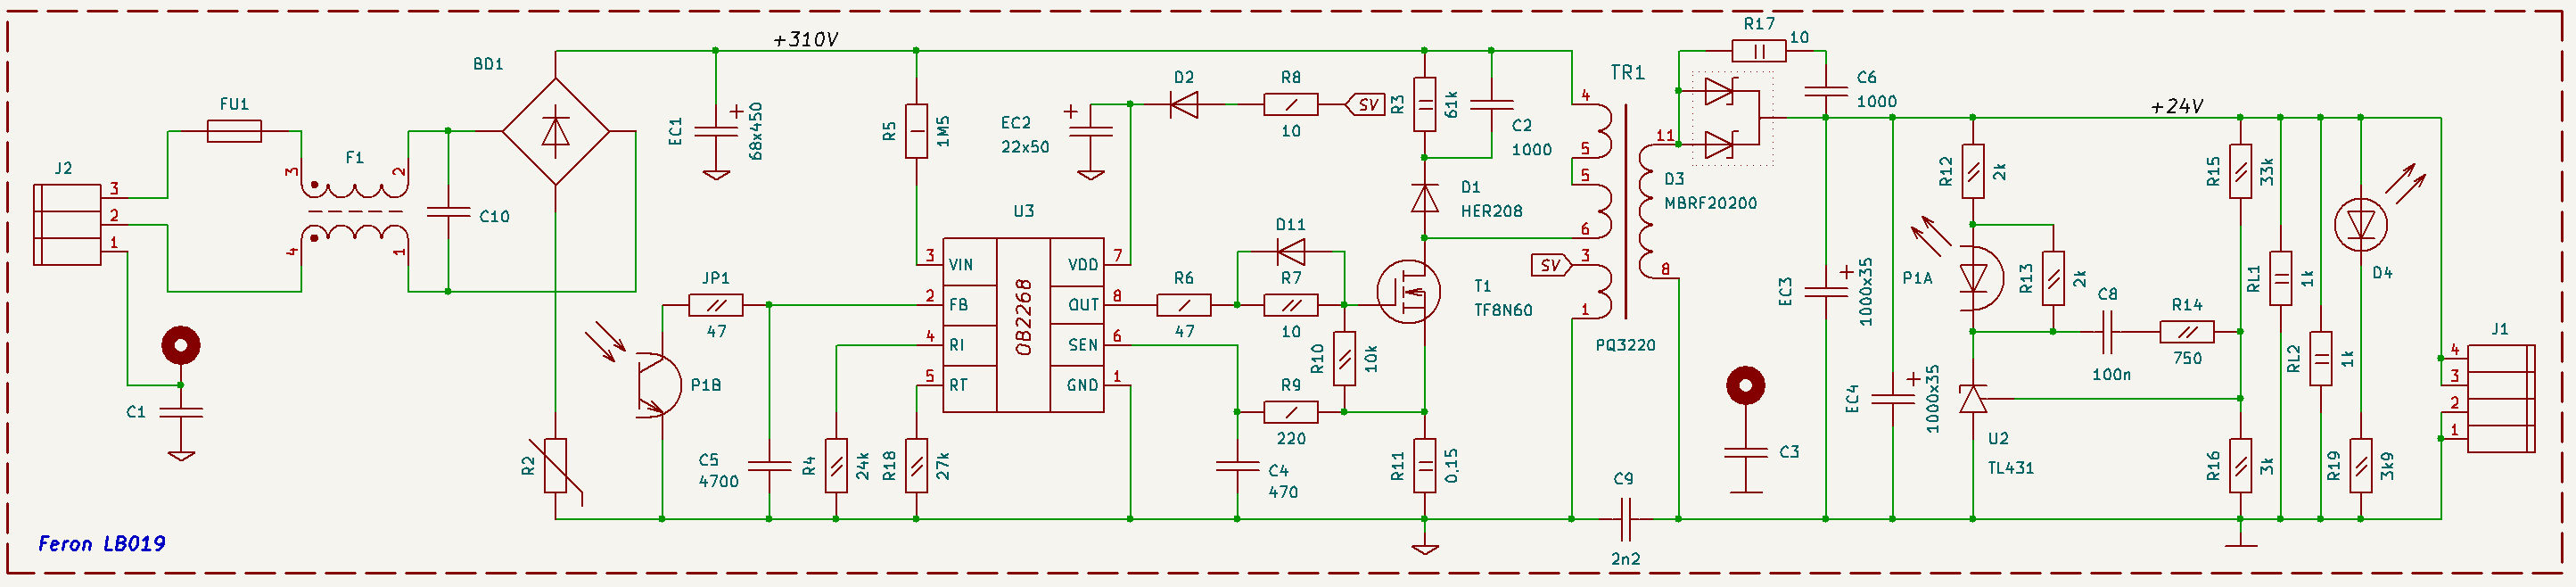 J2
3
2
1
FU1
3
F1
2
4
1
C1
C10
BD1
R2
+310V
EC1
68x450
R5
1M5
JP1
47
P1B
C5
4700
R4
24k
R18
27k
U3
OB2268
3 VIN
2 FB
4 RI
5 RT
VDD 7
OUT 8
SEN 6
GND 1
EC2
22x50
D2
R8
10
SV
R3
61k
C2
1000
D1
HER208
D11
R6
47
R7
10
R10
10k
R9
220
C4
470
T1
TF8N60
R11
0,15
TR1
4
5
5
6
SV
3
1
11
8
PQ3220
C9
2n2
R17
10
C6
1000
D3
MBRF20200
C3
EC3
1000x35
EC4
1000x35
+24V
R12
2k
P1A
R13
2k
C8
100n
R14
750
U2
TL431
R15
33k
R16
3k
RL1
1k
RL2
1k
D4
R19
3k9
J1
4
3
2
1
Feron LB019